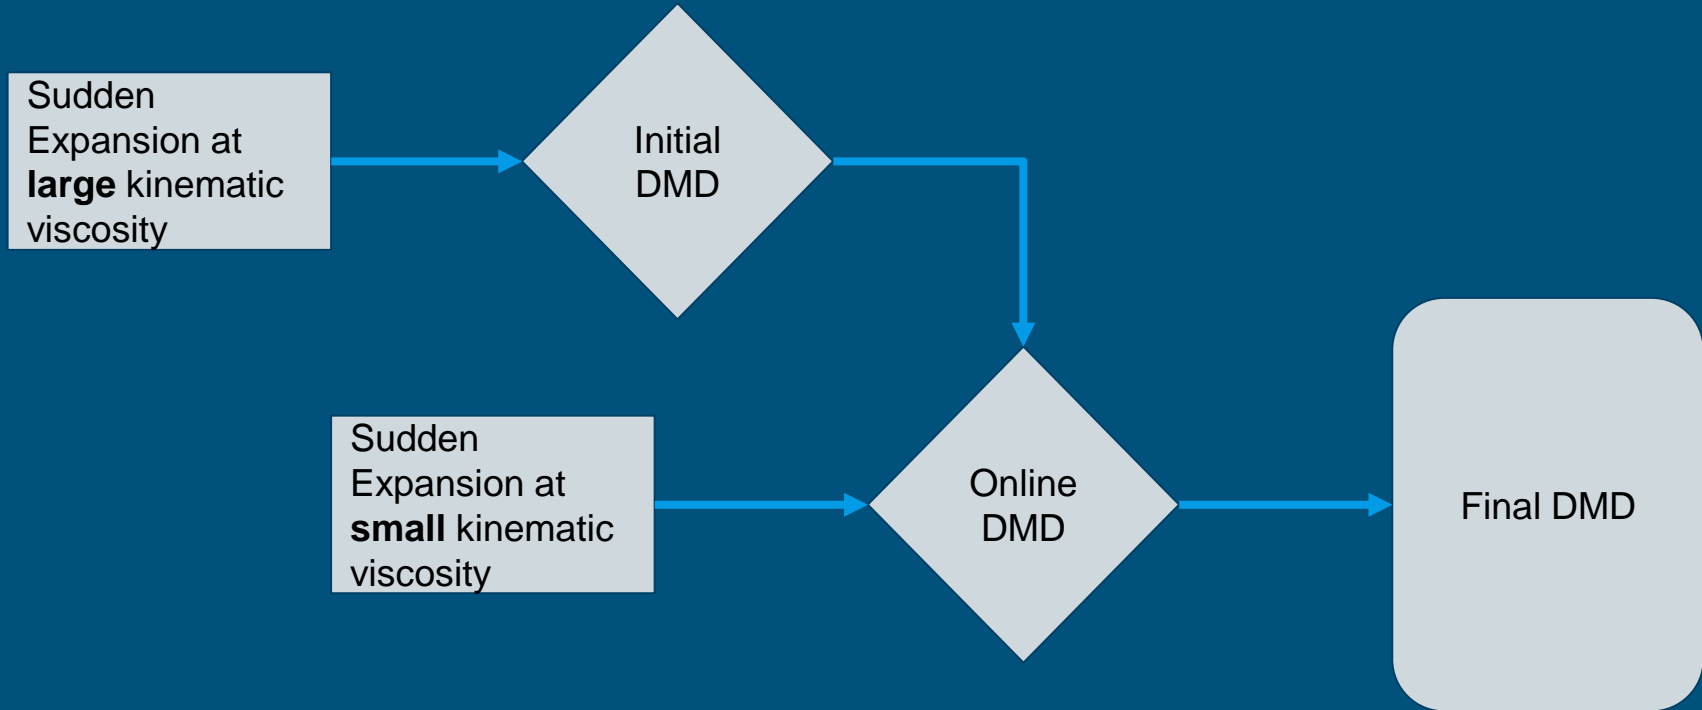 Sudden
Expansion at
large kinematic
viscosity
Initial
DMD
Sudden
Expansion at
small kinematic
viscosity
Online
DMD
Final DMD